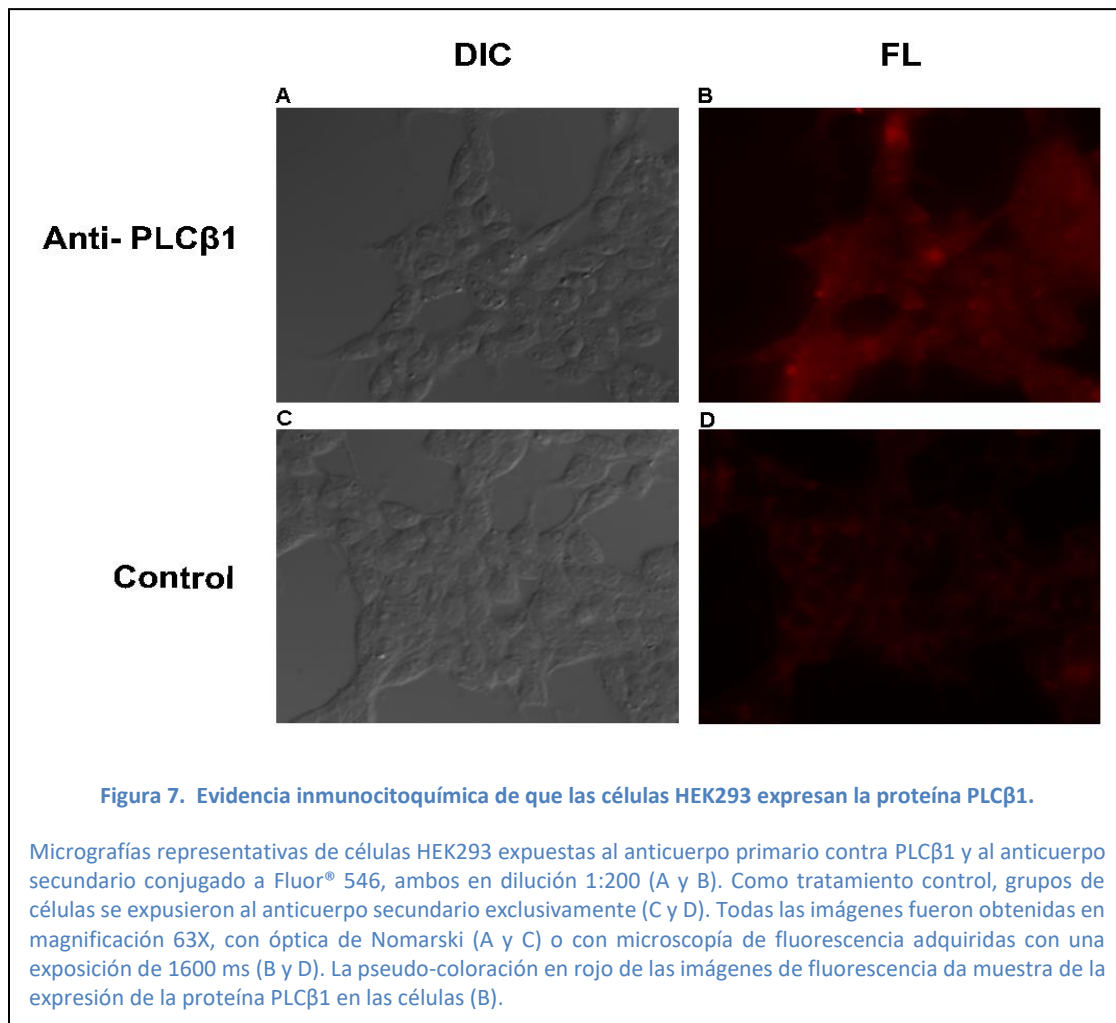 DIC FL
A B
Anti- PLCβ1
C D
Control
Figura 7. Evidencia inmunocitoquímica de que las células HEK293 expresan la proteína PLCβ1.
Micrografías representativas de células HEK293 expuestas al anticuerpo primario contra PLCβ1 y al anticuerpo
secundario conjugado a Fluor® 546, ambos en dilución 1:200 (A y B). Como tratamiento control, grupos de
células se expusieron al anticuerpo secundario exclusivamente (C y D). Todas las imágenes fueron obtenidas en
magnificación 63X, con óptica de Nomarski (A y C) o con microscopía de fluorescencia adquiridas con una
exposición de 1600 ms (B y D). La pseudo-coloración en rojo de las imágenes de fluorescencia da muestra de la
expresión de la proteína PLCβ1 en las células (B).